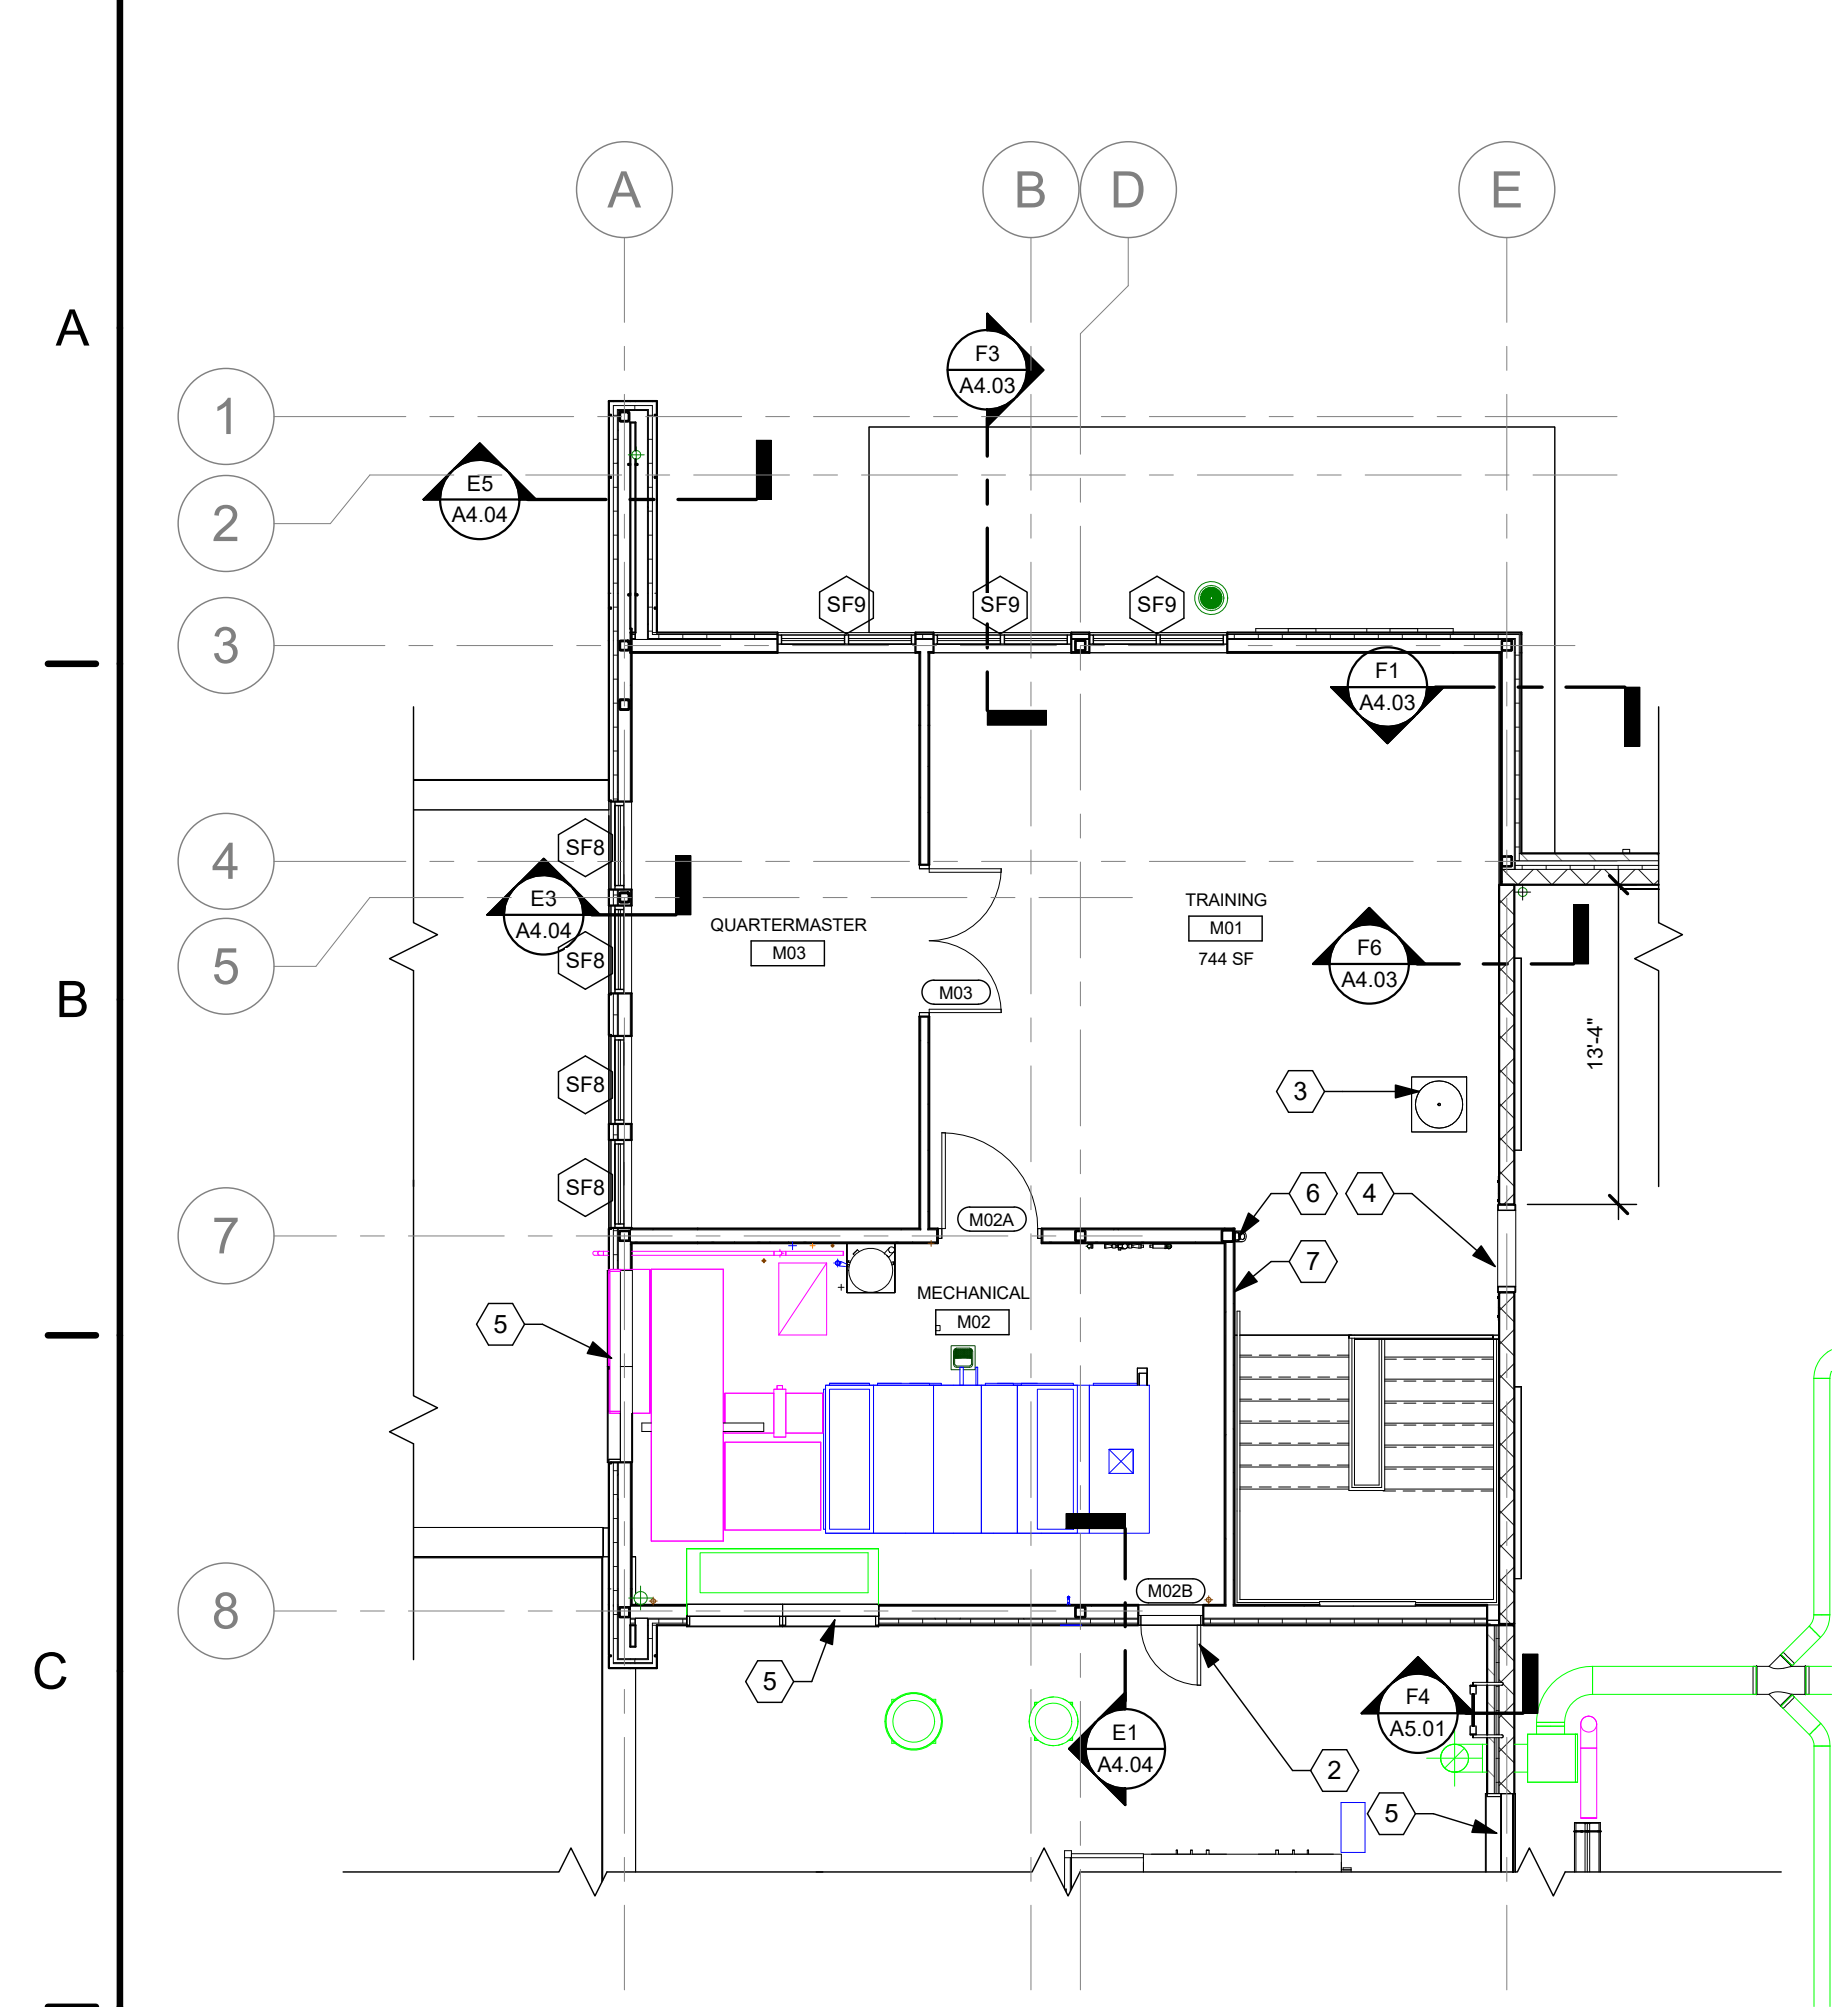 A
B
D
E
A
F3
A4.03
1
E5
A4.04
2
SF9
SF9
SF9
3
F1
A4.03
4
SF8
E3
A4.04
TRAINING
M01
744 SF
QUARTERMASTER
M03
F6
A4.03
SF8
5
M03
B
13'-4"
SF8
3
SF8
6
4
M02A
7
7
MECHANICAL
M02
5
M02B
8
C
5
F4
A5.01
E1
A4.04
2
5